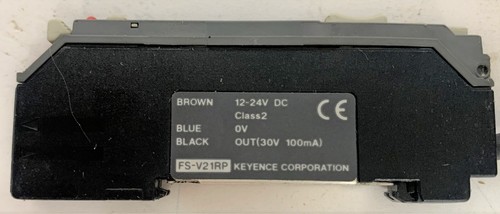 BROWN 12-24V DC
Class2
BLUE 0V
BLACK OUT(30V 100mA)
FS-V21RP KEYENCE CORPORATION
CE